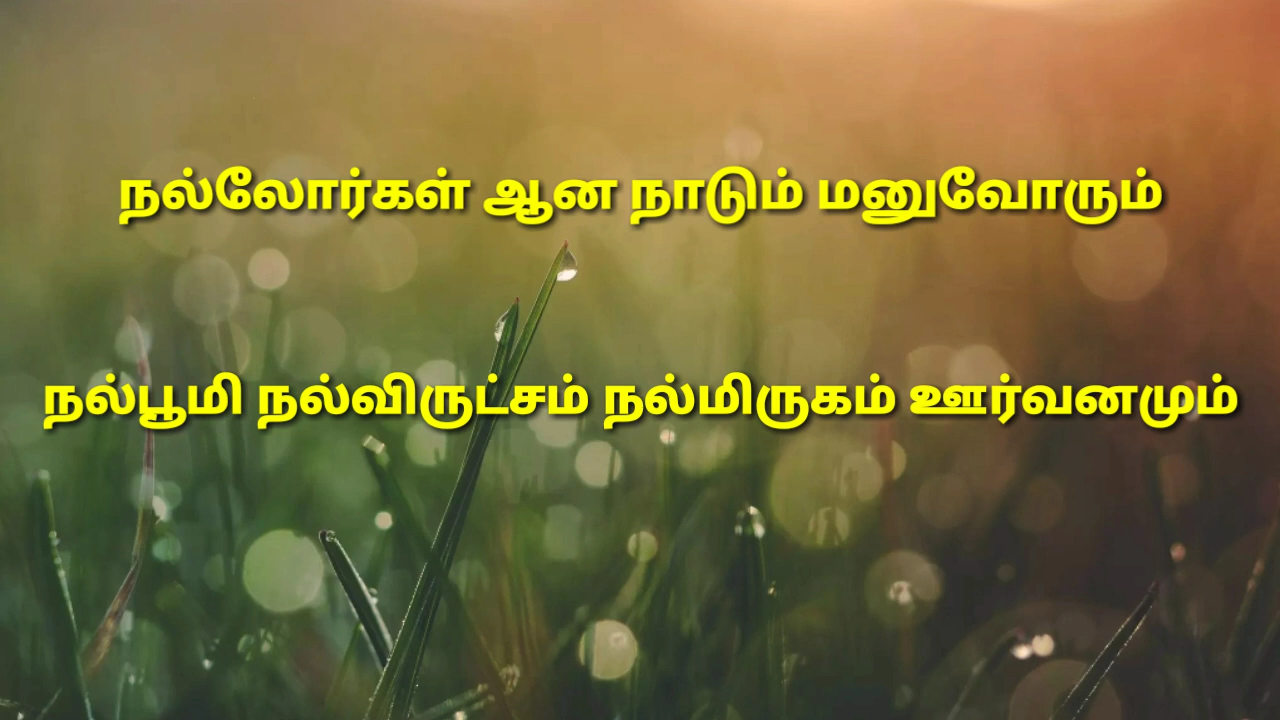 நல்லோர்கள் ஆன நாடும் மனுவோரும்
நல்பூமி நல்விருட்சம் நல்மிருகம் ஊர்வனமும்